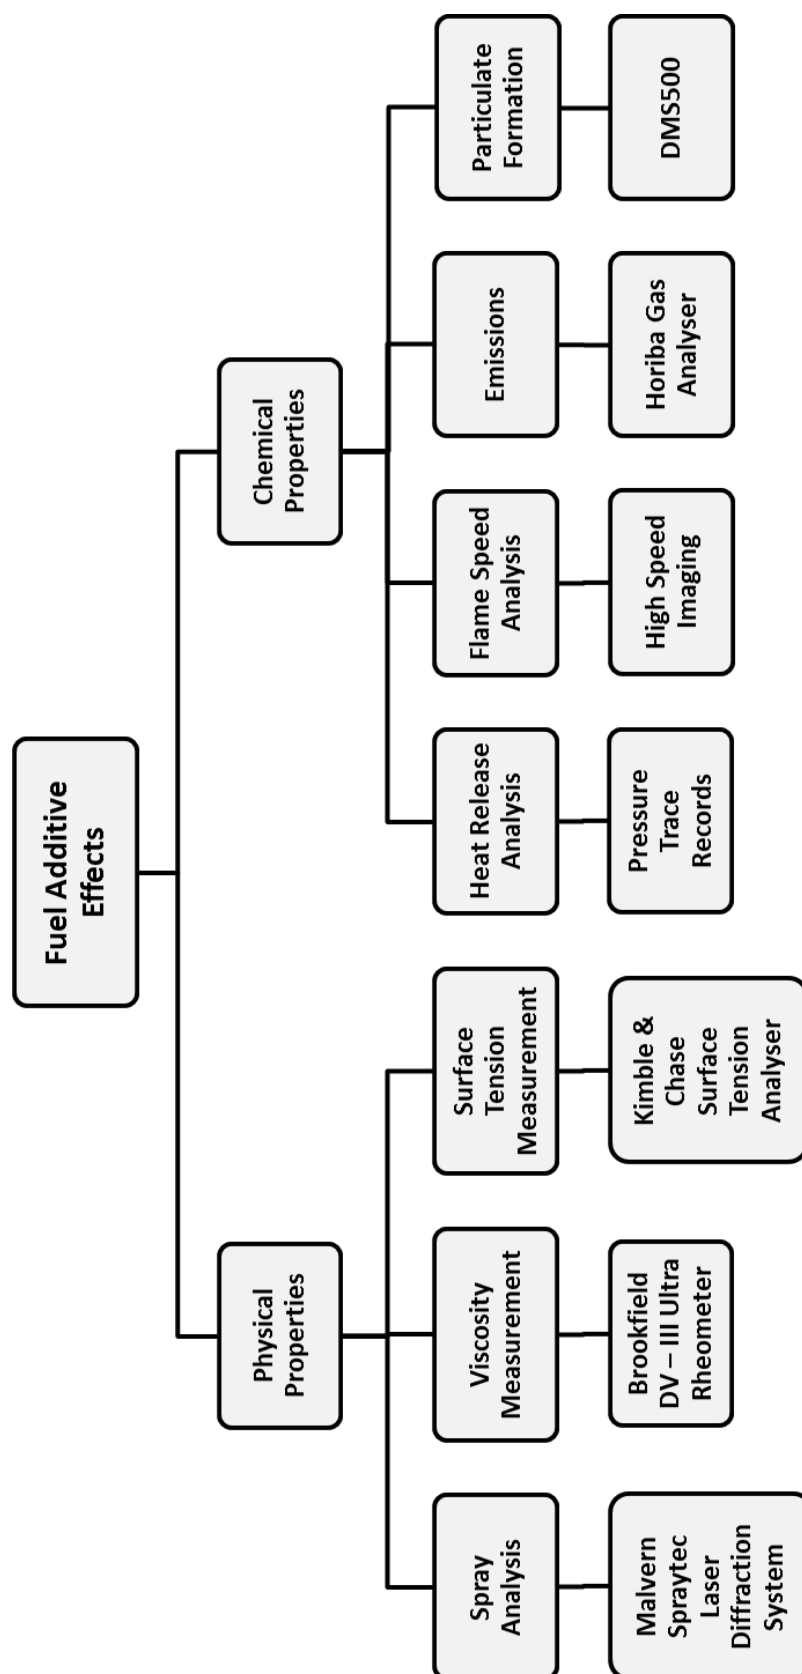 Fuel Additive
Effects
Physical
Properties
Chemical
Properties
Spray
Analysis
Viscosity
Measurement
Surface
Tension
Measurement
Heat Release
Analysis
Flame Speed
Analysis
Emissions
Particulate
Formation
Malvern
Spraytec
Laser
Diffraction
System
Brookfield
DV – III Ultra
Rheometer
Kimble &
Chase
Surface
Tension
Analyser
Pressure
Trace
Records
High Speed
Imaging
Horiba Gas
Analyser
DMS500